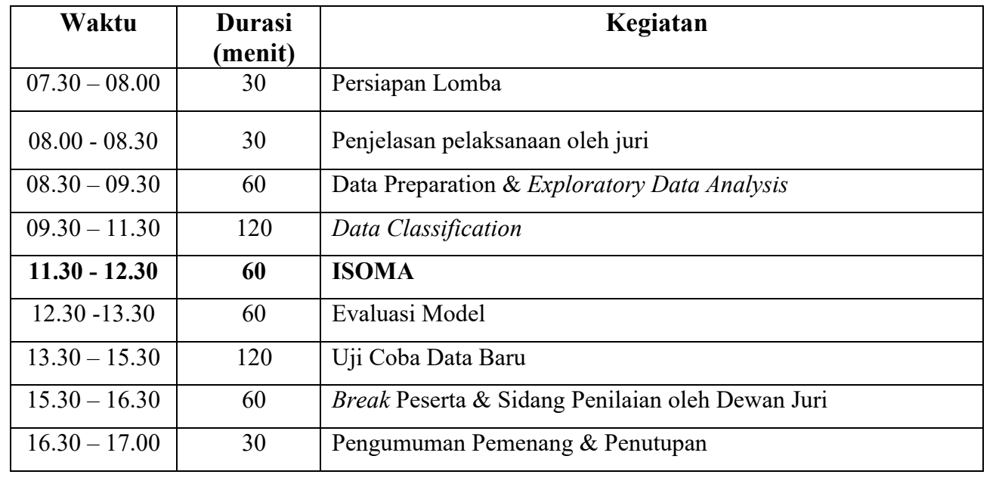 Waktu Durasi (menit) Kegiatan
07.30 – 08.00 30 Persiapan Lomba
08.00 - 08.30 30 Penjelasan pelaksanaan oleh juri
08.30 – 09.30 60 Data Preparation & Exploratory Data Analysis
09.30 – 11.30 120 Data Classification
11.30 - 12.30 60 ISOMA
12.30 -13.30 60 Evaluasi Model
13.30 – 15.30 120 Uji Coba Data Baru
15.30 – 16.30 60 Break Peserta & Sidang Penilaian oleh Dewan Juri
16.30 – 17.00 30 Pengumuman Pemenang & Penutupan